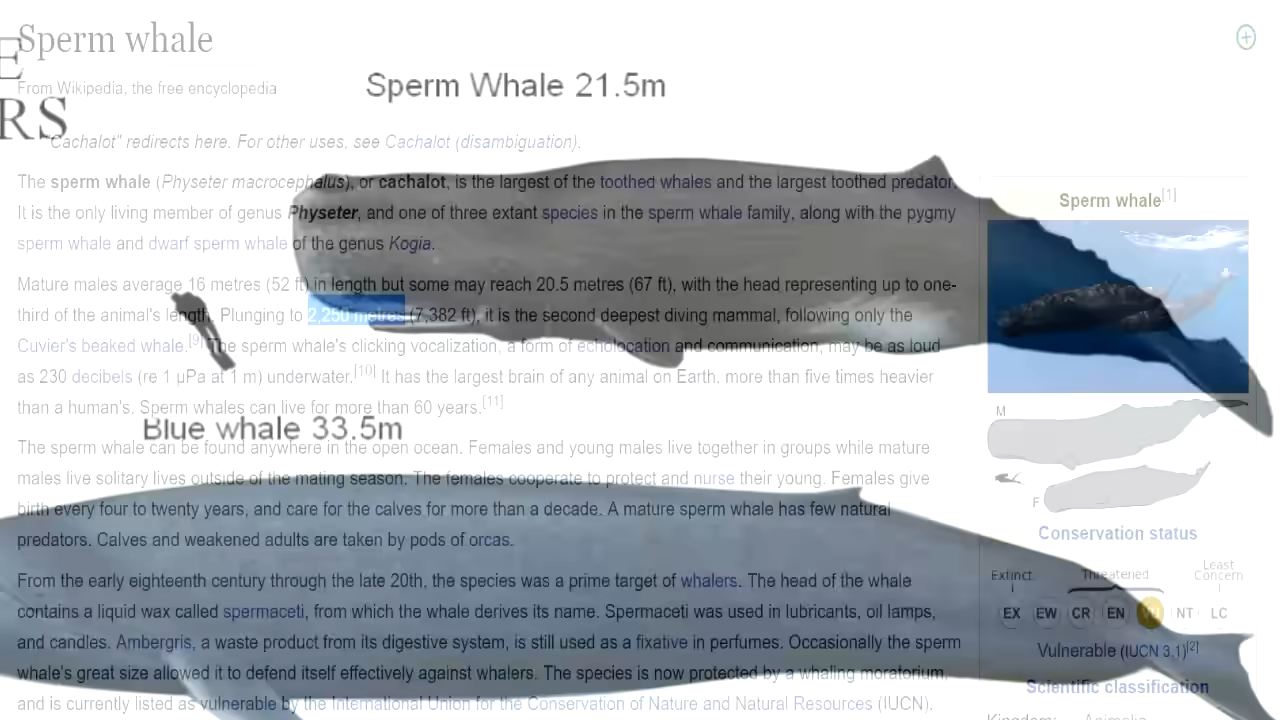 Sperm whale
E
From Wikipedia, the free encyclopedia
Sperm Whale 21.5m
RS
"Cachalot" redirects here. For other uses, see Cachalot (disambiguation).
The sperm whale (Physeter macrocephalus), or cachalot, is the largest of the toothed whales and the largest toothed predator.
It is the only living member of genus Physeter, and one of three extant species in the sperm whale family, along with the pygmy
sperm whale and dwarf sperm whale of the genus Kogia.
Mature males average 16 metres (52 ft) in length but some may reach 20.5 metres (67 ft), with the head representing up to one-
third of the animal's length. Plunging to 2,250 metres (7,382 ft), it is the second deepest diving mammal, following only the
Cuvier's beaked whale.[9] The sperm whale's clicking vocalization, a form of echolocation and communication, may be as loud
as 230 decibels (re 1 µPa at 1 m) underwater.[10] It has the largest brain of any animal on Earth, more than five times heavier
than a human's. Sperm whales can live for more than 60 years.[11]
Blue whale 33.5m
The sperm whale can be found anywhere in the open ocean. Females and young males live together in groups while mature
males live solitary lives outside of the mating season. The females cooperate to protect and nurse their young. Females give
birth every four to twenty years, and care for the calves for more than a decade. A mature sperm whale has few natural
predators. Calves and weakened adults are taken by pods of orcas.
From the early eighteenth century through the late 20th, the species was a prime target of whalers. The head of the whale
contains a liquid wax called spermaceti, from which the whale derives its name. Spermaceti was used in lubricants, oil lamps,
and candles. Ambergris, a waste product from its digestive system, is still used as a fixative in perfumes. Occasionally the sperm
whale's great size allowed it to defend itself effectively against whalers. The species is now protected by a whaling moratorium,
and is currently listed as vulnerable by the International Union for the Conservation of Nature and Natural Resources (IUCN).
Sperm whale[1]
M
F
Conservation status
Extinct Threatened Least Concern
EX EW CR EN VU NT LC
Vulnerable (IUCN 3.1)[2]
Scientific classification
Kingdom: Animalia